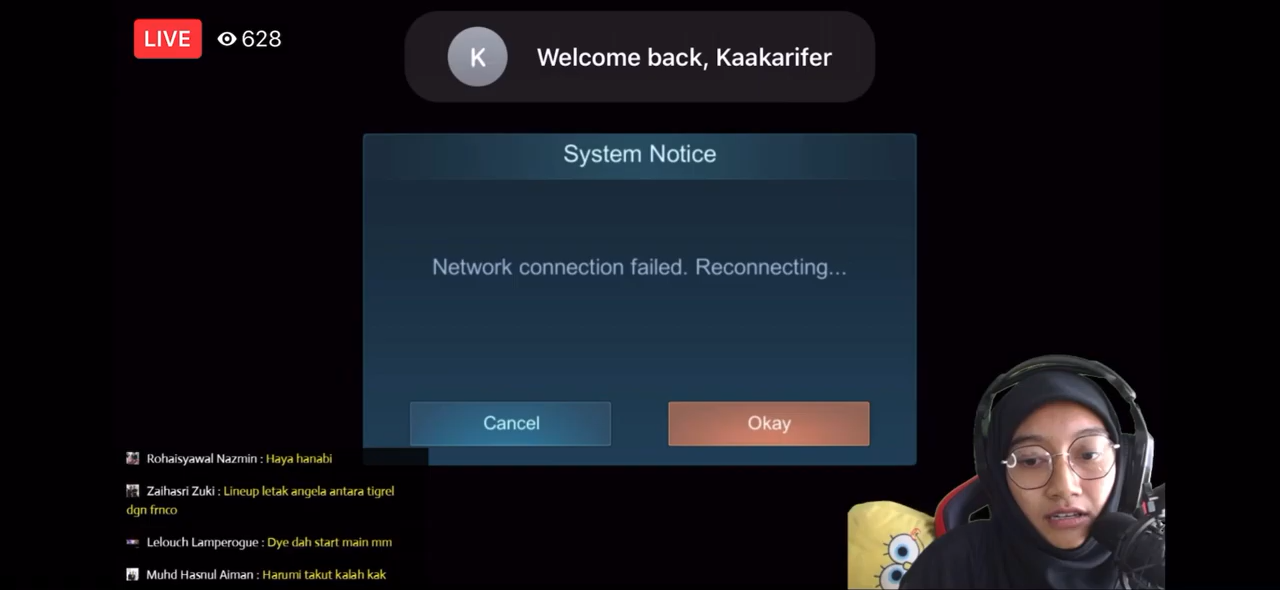 LIVE 628
K Welcome back, Kaakarifer
System Notice
Network connection failed. Reconnecting...
Cancel Okay
Rohaisyawal Nazmin : Haya hanabi
Zaihasri Zuki : Lineup letak angela antara tigrel
dgn frnco
Lelouch Lamperogue : Dye dah start main mm
Muhd Hasnul Aiman : Harumi takut kalah kak